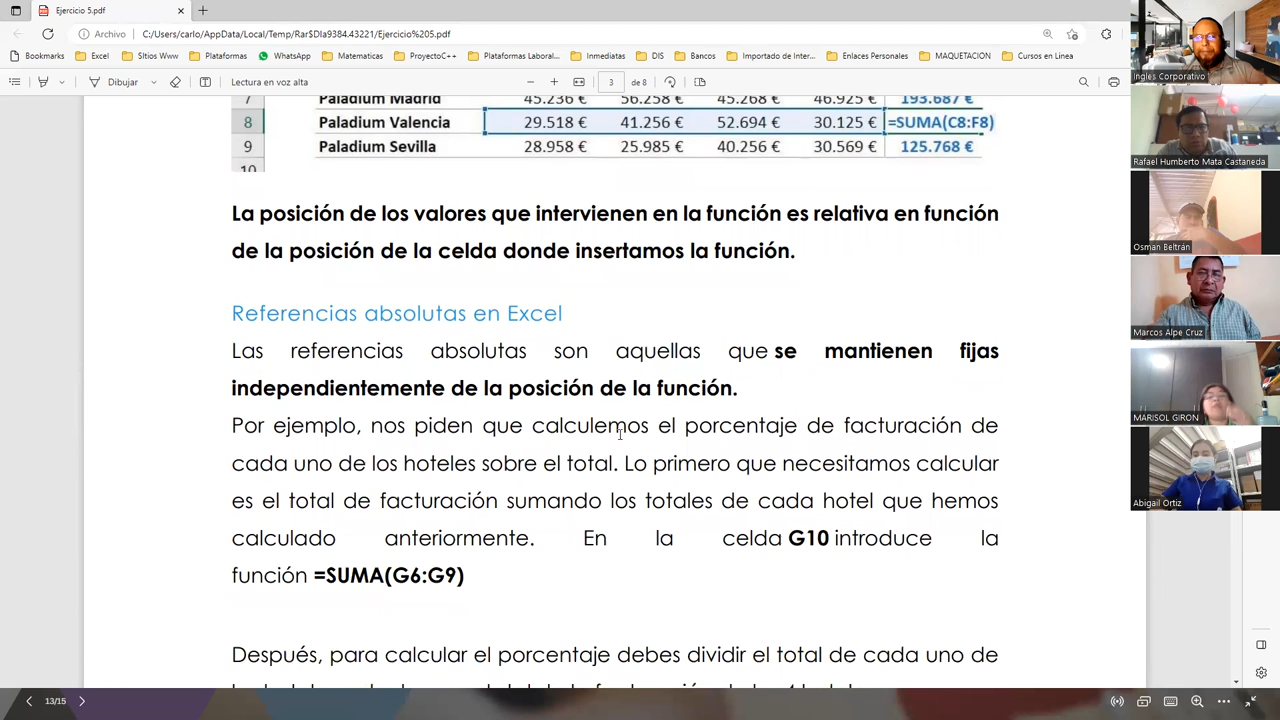 Ejercicio 5.pdf
Archivo C:/Users/carlo/AppData/Local/Temp/Rar$DIa9384.43221/Ejercicio%205.pdf
Bookmarks Excel SItios Www Plataformas WhatsApp Matematicas ProyectoC++ Plataformas Laboral... Inmediatas DIS Bancos Importado de Inter... Enlaces Personales MAQUETACION Cursos en Linea
Dibujar Lectura en voz alta 3 de 8
7 Paladium Madrid 45.236 € 56.258 € 45.268 € 46.925 € 193.687 €
8 Paladium Valencia 29.518 € 41.256 € 52.694 € 30.125 € =SUMA(C8:F8)
9 Paladium Sevilla 28.958 € 25.985 € 40.256 € 30.569 € 125.768 €
10
La posición de los valores que intervienen en la función es relativa en función
de la posición de la celda donde insertamos la función.
Referencias absolutas en Excel
Las referencias absolutas son aquellas que se mantienen fijas
independientemente de la posición de la función.
Por ejemplo, nos piden que calculemos el porcentaje de facturación de
cada uno de los hoteles sobre el total. Lo primero que necesitamos calcular
es el total de facturación sumando los totales de cada hotel que hemos
calculado anteriormente. En la celda G10 introduce la
función =SUMA(G6:G9)
Después, para calcular el porcentaje debes dividir el total de cada uno de
13/15
Ingles Corporativo
Rafael Humberto Mata Castaneda
Osmán Beltrán
Marcos Alpe Cruz
MARISOL GIRON
Abigail Ortiz